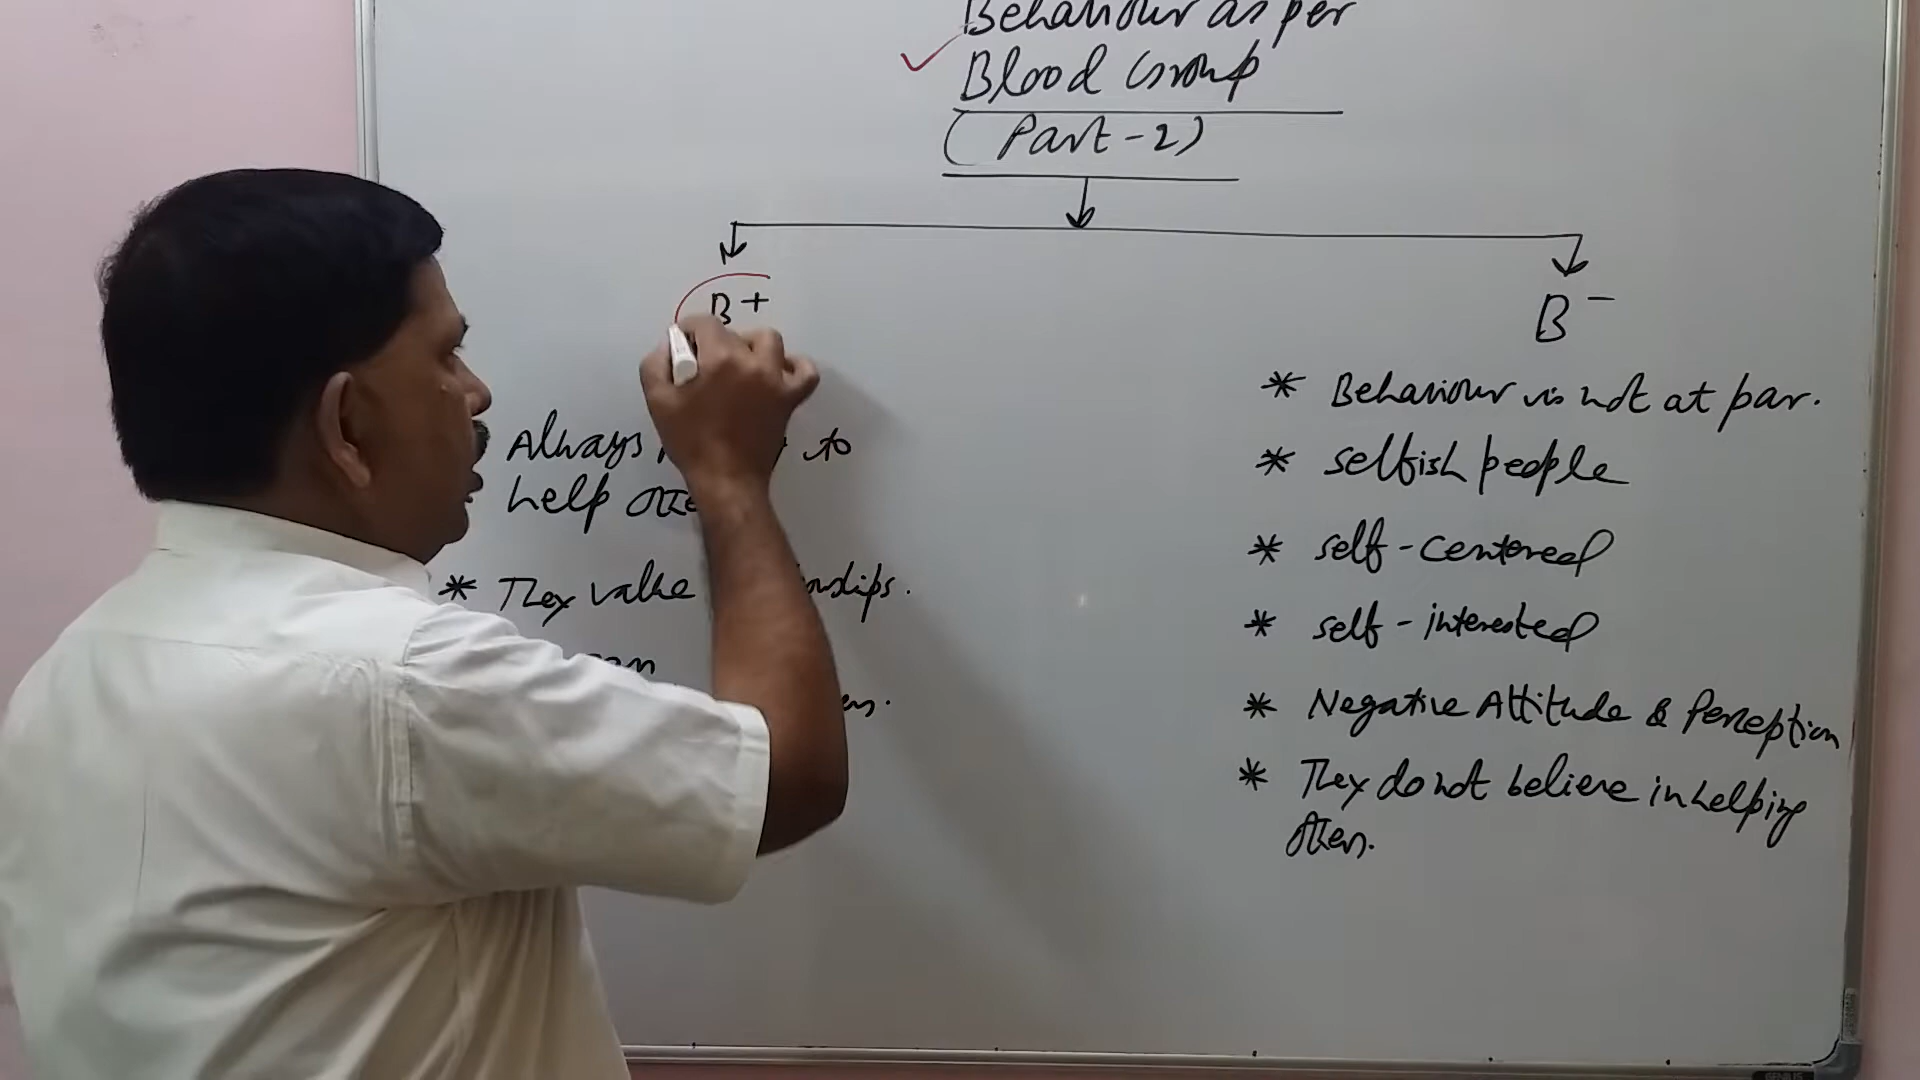 Behaviour as per
Blood Group
(Part-2)
B+
Always to
help
* They value
B-
* Behaviour is not at par.
* selfish people
* self-centered
* self-interested
* Negative Attitude & Perception
* They do not believe in helping
others.
GENIUS